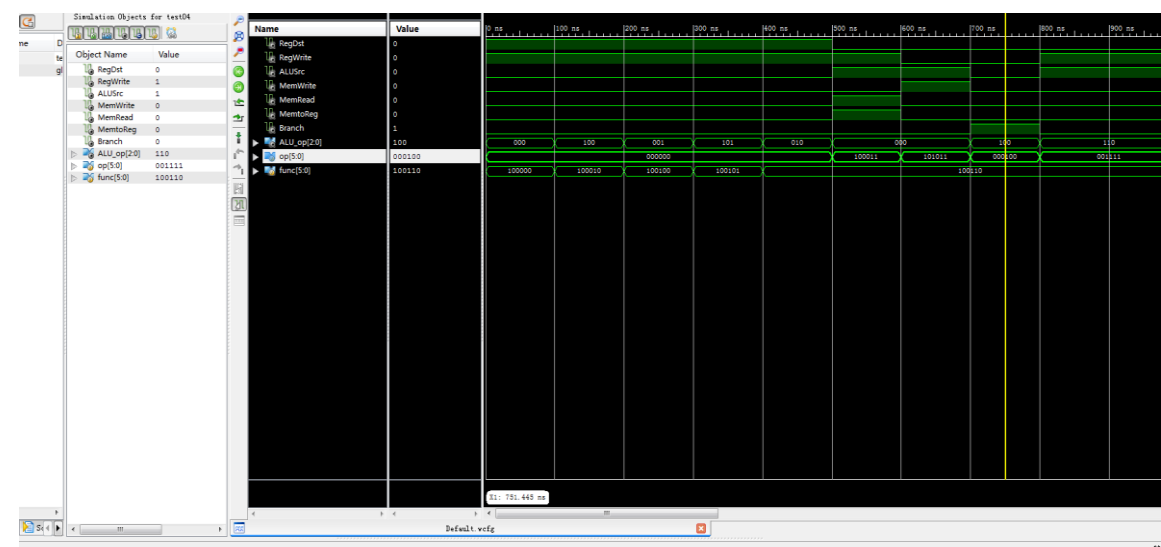 Simulation Objects for text04
Object Name Value
RegDst 0
RegWrite 1
ALUSrc 1
MemWrite 0
MemRead 0
MemtoReg 0
Branch 0
ALU_op[2:0] 110
op[5:0] 001111
func[5:0] 100110
Name Value
0 ns 100 ns 200 ns 300 ns 400 ns 500 ns 600 ns 700 ns 800 ns 900 ns
RegDst 0
RegWrite 0
ALUSrc 0
MemWrite 0
MemRead 0
MemtoReg 0
Branch 1
ALU_op[2:0] 100 000 100 001 101 010 000 100 110
op[5:0] 000100 000000 100011 101011 000100 001111
func[5:0] 100110 100000 100010 100100 100101 100110
X1: 751.445 ns
Default.wcfg